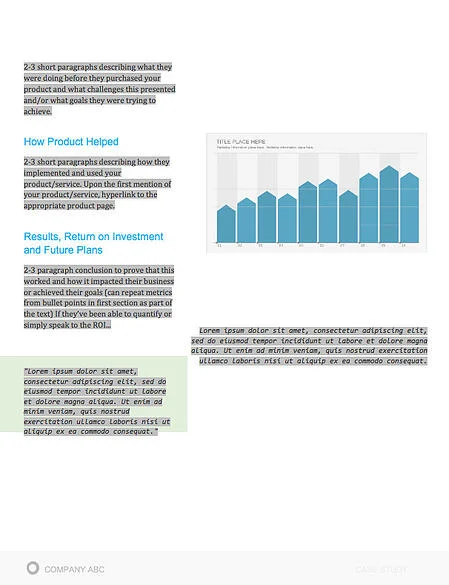 2-3 short paragraphs describing what they
were doing before they purchased your
product and what challenges this presented
and/or what goals they were trying to
achieve.
How Product Helped
2-3 short paragraphs describing how they
implemented and used your
product/service. Upon the first mention of
your product/service, hyperlink to the
appropriate product page.
Results, Return on Investment
and Future Plans
2-3 paragraph conclusion to prove that this
worked and how it impacted their business
or achieved their goals (can repeat metrics
from bullet points in first section as part of
the text) If they've been able to quantify or
simply speak to the ROI...
"Lorem ipsum dolor sit amet,
consectetur adipiscing elit, sed do
eiusmod tempor incididunt ut labore
et dolore magna aliqua. Ut enim ad
minim veniam, quis nostrud
exercitation ullamco laboris nisi ut
aliquip ex ea commodo consequat."
TITLE PLACE HERE
Lorem ipsum dolor sit amet, consectetur adipiscing elit,
sed do eiusmod tempor incididunt ut labore et dolore magna
aliqua. Ut enim ad minim veniam, quis nostrud exercitation
ullamco laboris nisi ut aliquip ex ea commodo consequat.
COMPANY ABC
CASE STUDY